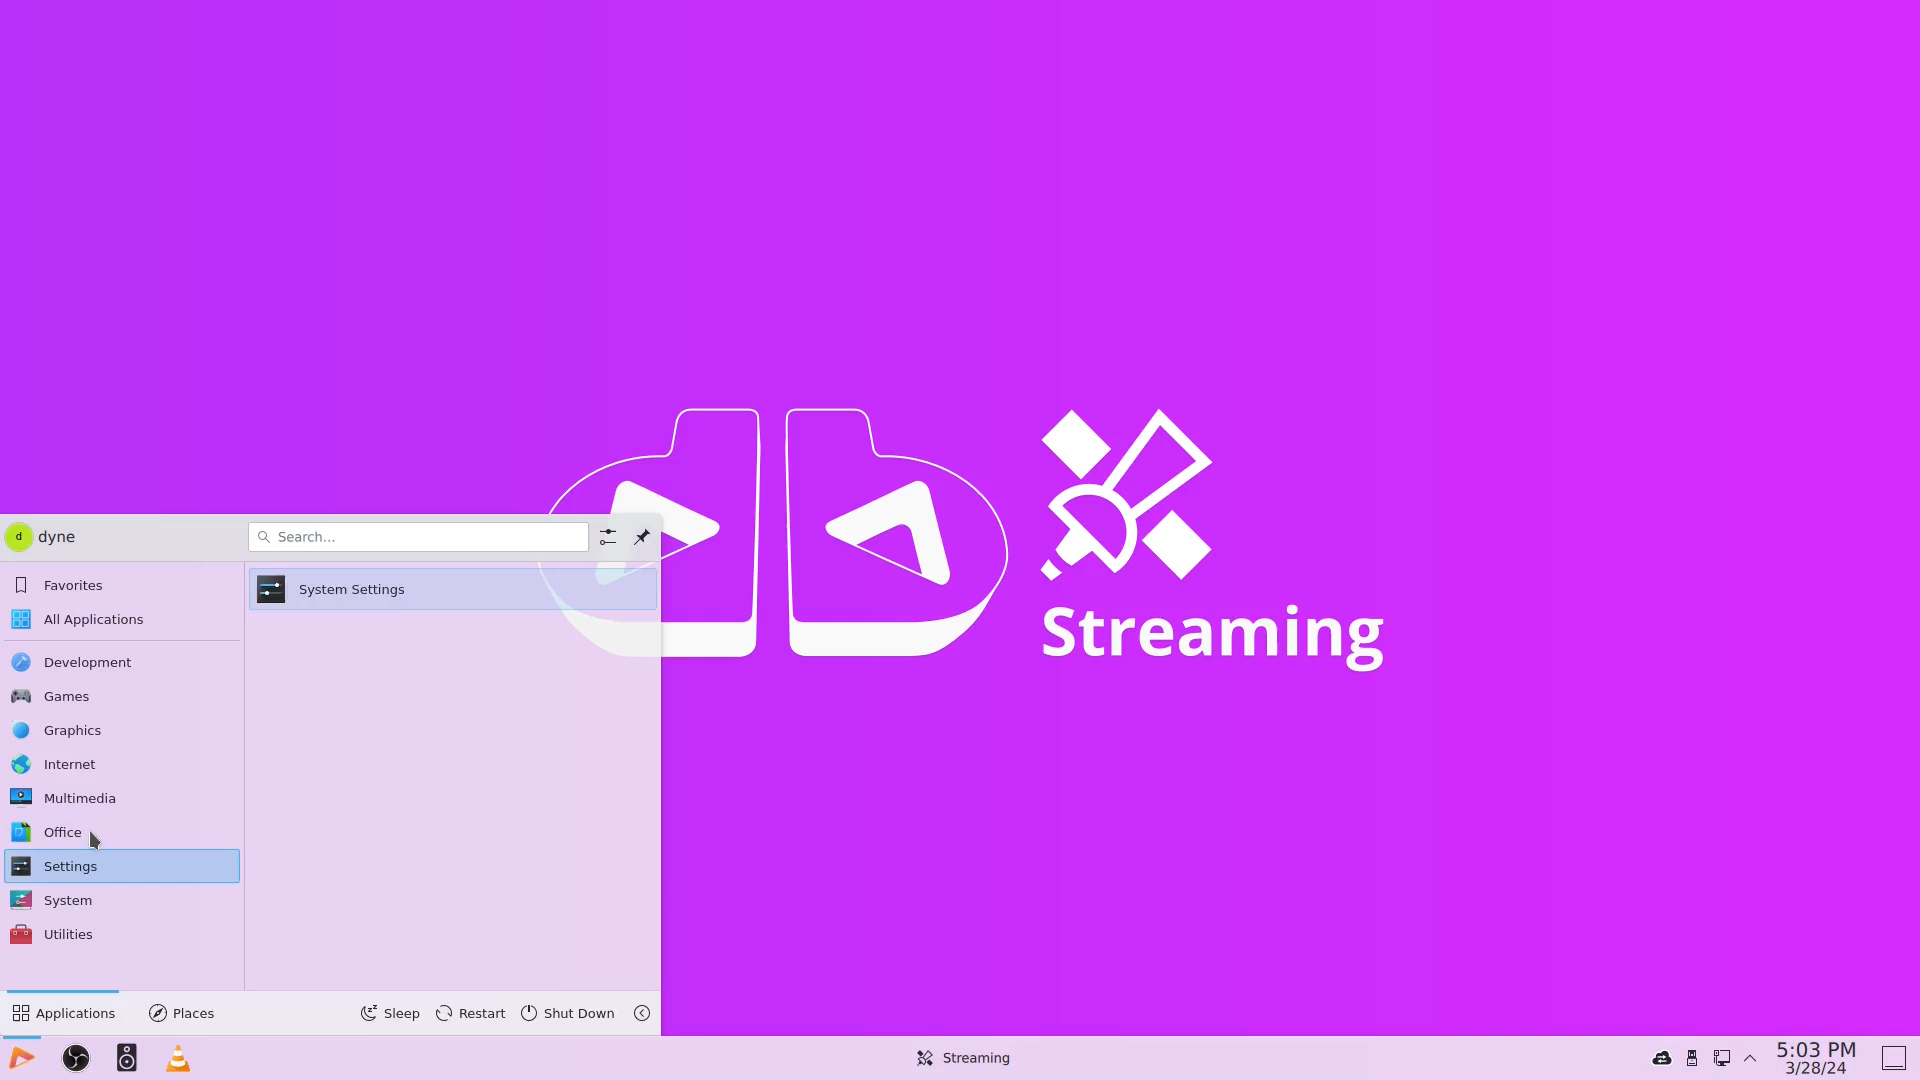 Streaming
d dyne
Search...
Favorites
All Applications
Development
Games
Graphics
Internet
Multimedia
Office
Settings
System
Utilities
System Settings
Applications
Places
Sleep
Restart
Shut Down
Streaming
5:03 PM
3/28/24